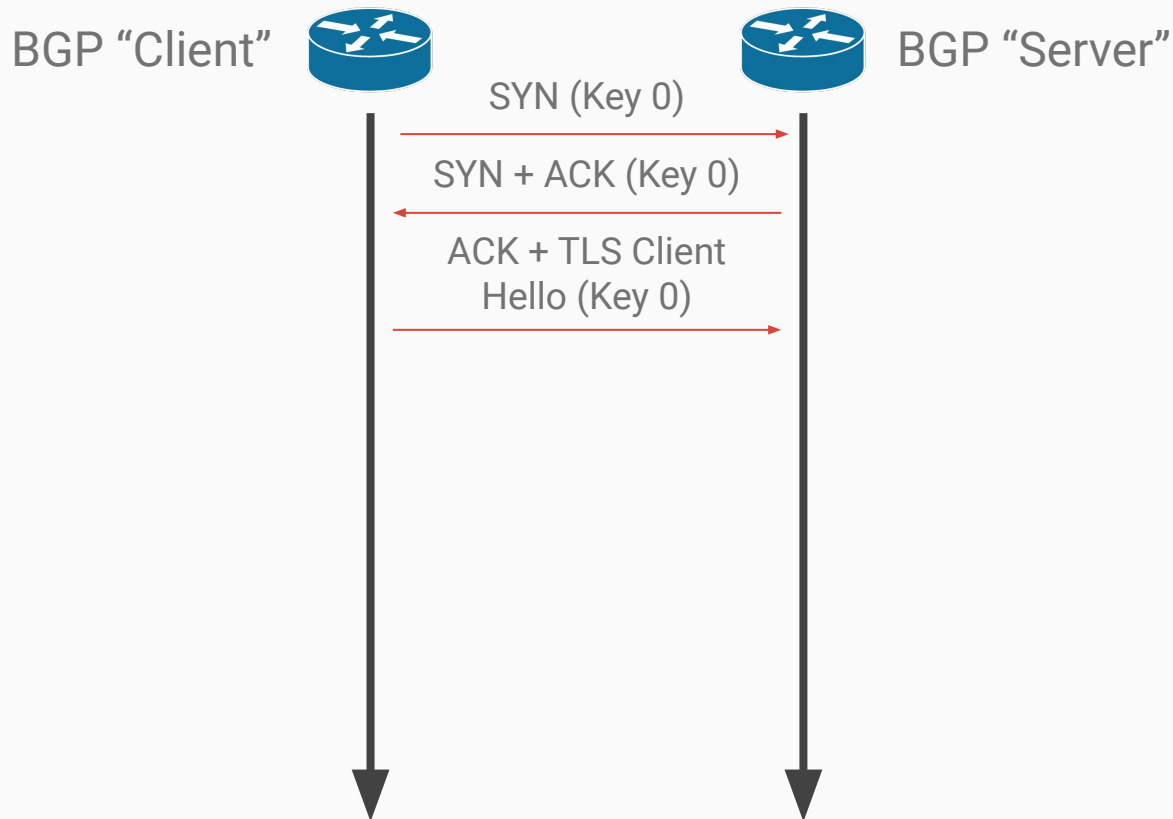 BGP “Client”
BGP “Server”
SYN (Key 0)
SYN + ACK (Key 0)
ACK + TLS Client
Hello (Key 0)